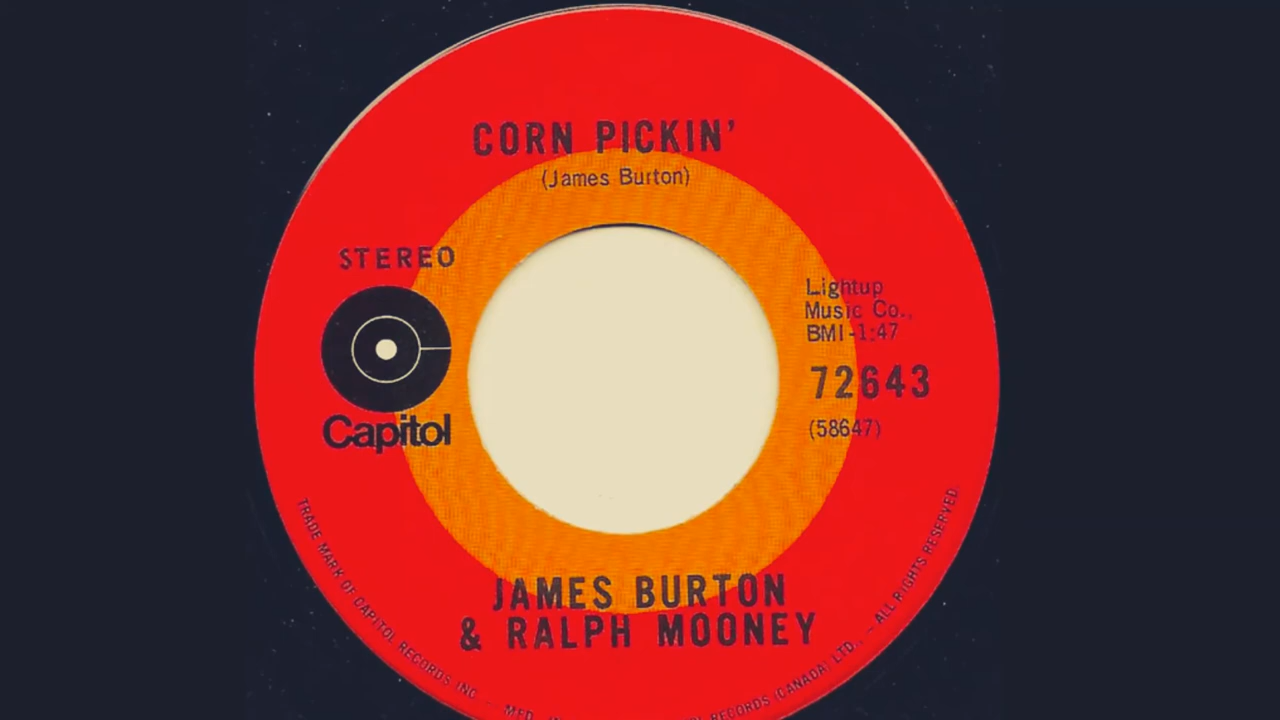 CORN PICKIN'
(James Burton)
STEREO
Capitol
Lightup
Music Co.,
BMI-1:47
72643
(58647)
JAMES BURTON
& RALPH MOONEY
TRADE MARK OF CAPITOL RECORDS INC. - MFD. RECORDS (CANADA) LTD., - ALL RIGHTS RESERVED.